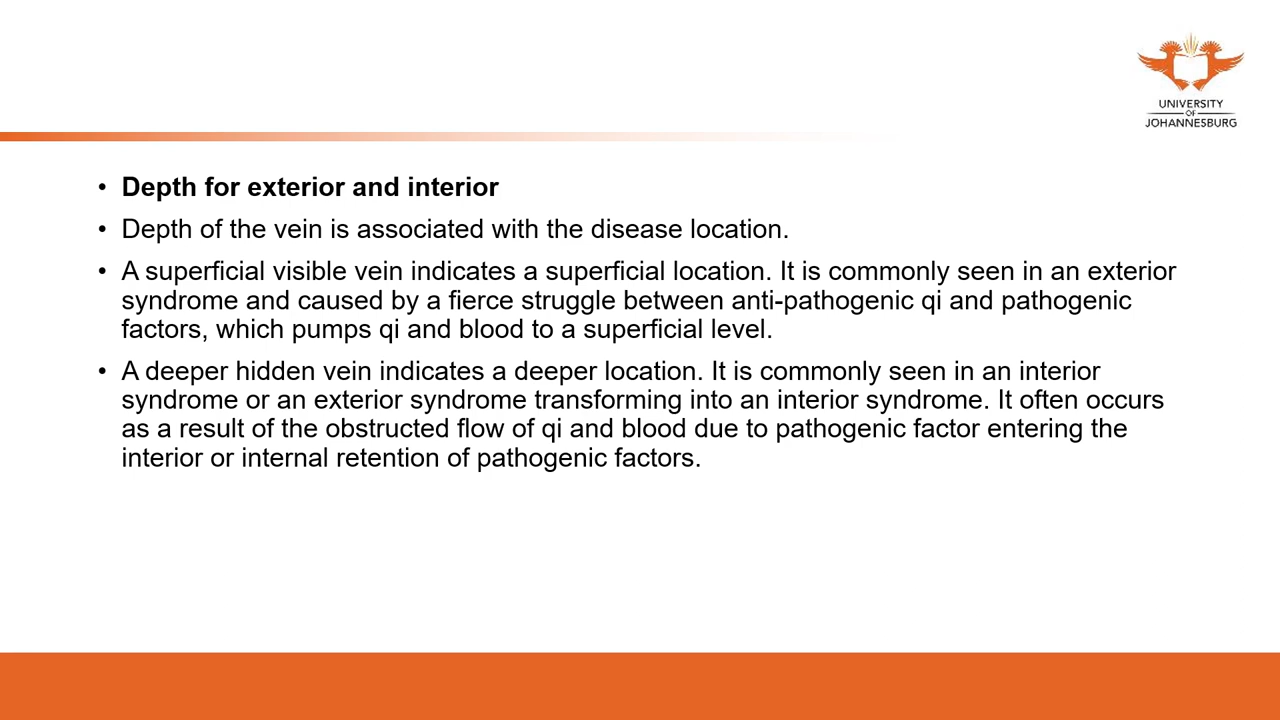 UNIVERSITY
OF
JOHANNESBURG
• Depth for exterior and interior
• Depth of the vein is associated with the disease location.
• A superficial visible vein indicates a superficial location. It is commonly seen in an exterior
syndrome and caused by a fierce struggle between anti-pathogenic qi and pathogenic
factors, which pumps qi and blood to a superficial level.
• A deeper hidden vein indicates a deeper location. It is commonly seen in an interior
syndrome or an exterior syndrome transforming into an interior syndrome. It often occurs
as a result of the obstructed flow of qi and blood due to pathogenic factor entering the
interior or internal retention of pathogenic factors.